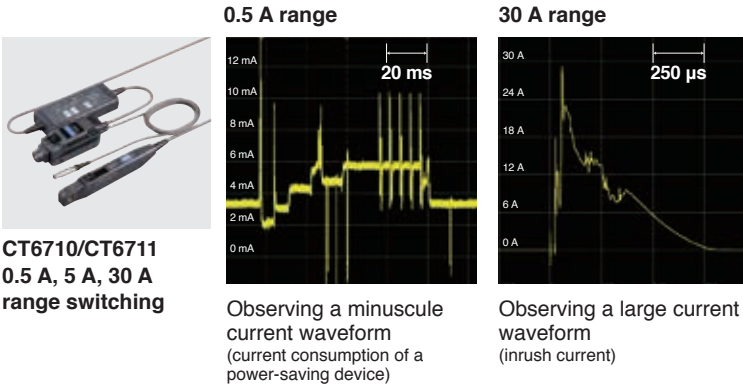 0.5 A range
30 A range
CT6710/CT6711
0.5 A, 5 A, 30 A
range switching
12 mA
10 mA
8 mA
6 mA
4 mA
2 mA
0 mA
20 ms
Observing a minuscule
current waveform
(current consumption of a
power-saving device)
30 A
24 A
18 A
12 A
6 A
0 A
250 µs
Observing a large current
waveform
(inrush current)